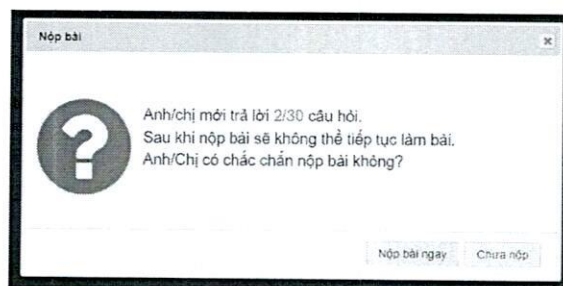 Nộp bài
Anh/chị mới trả lời 2/30 câu hỏi.
Sau khi nộp bài sẽ không thể tiếp tục làm bài.
Anh/Chị có chắc chắn nộp bài không?
Nộp bài ngay
Chưa nộp